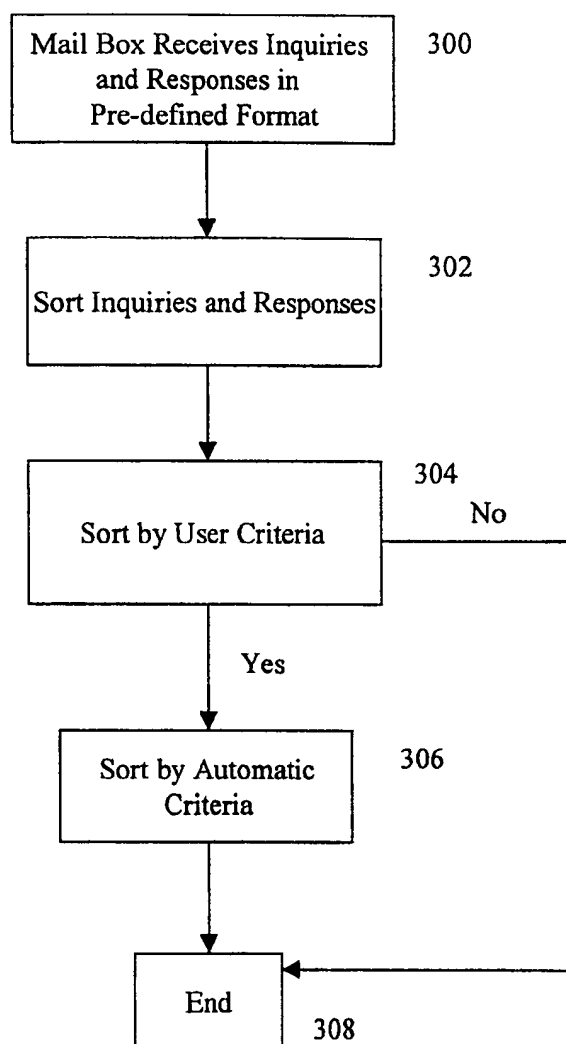 Mail Box Receives Inquiries
and Responses in
Pre-defined Format
300
Sort Inquiries and Responses
302
Sort by User Criteria
304
No
Yes
Sort by Automatic
Criteria
306
End
308